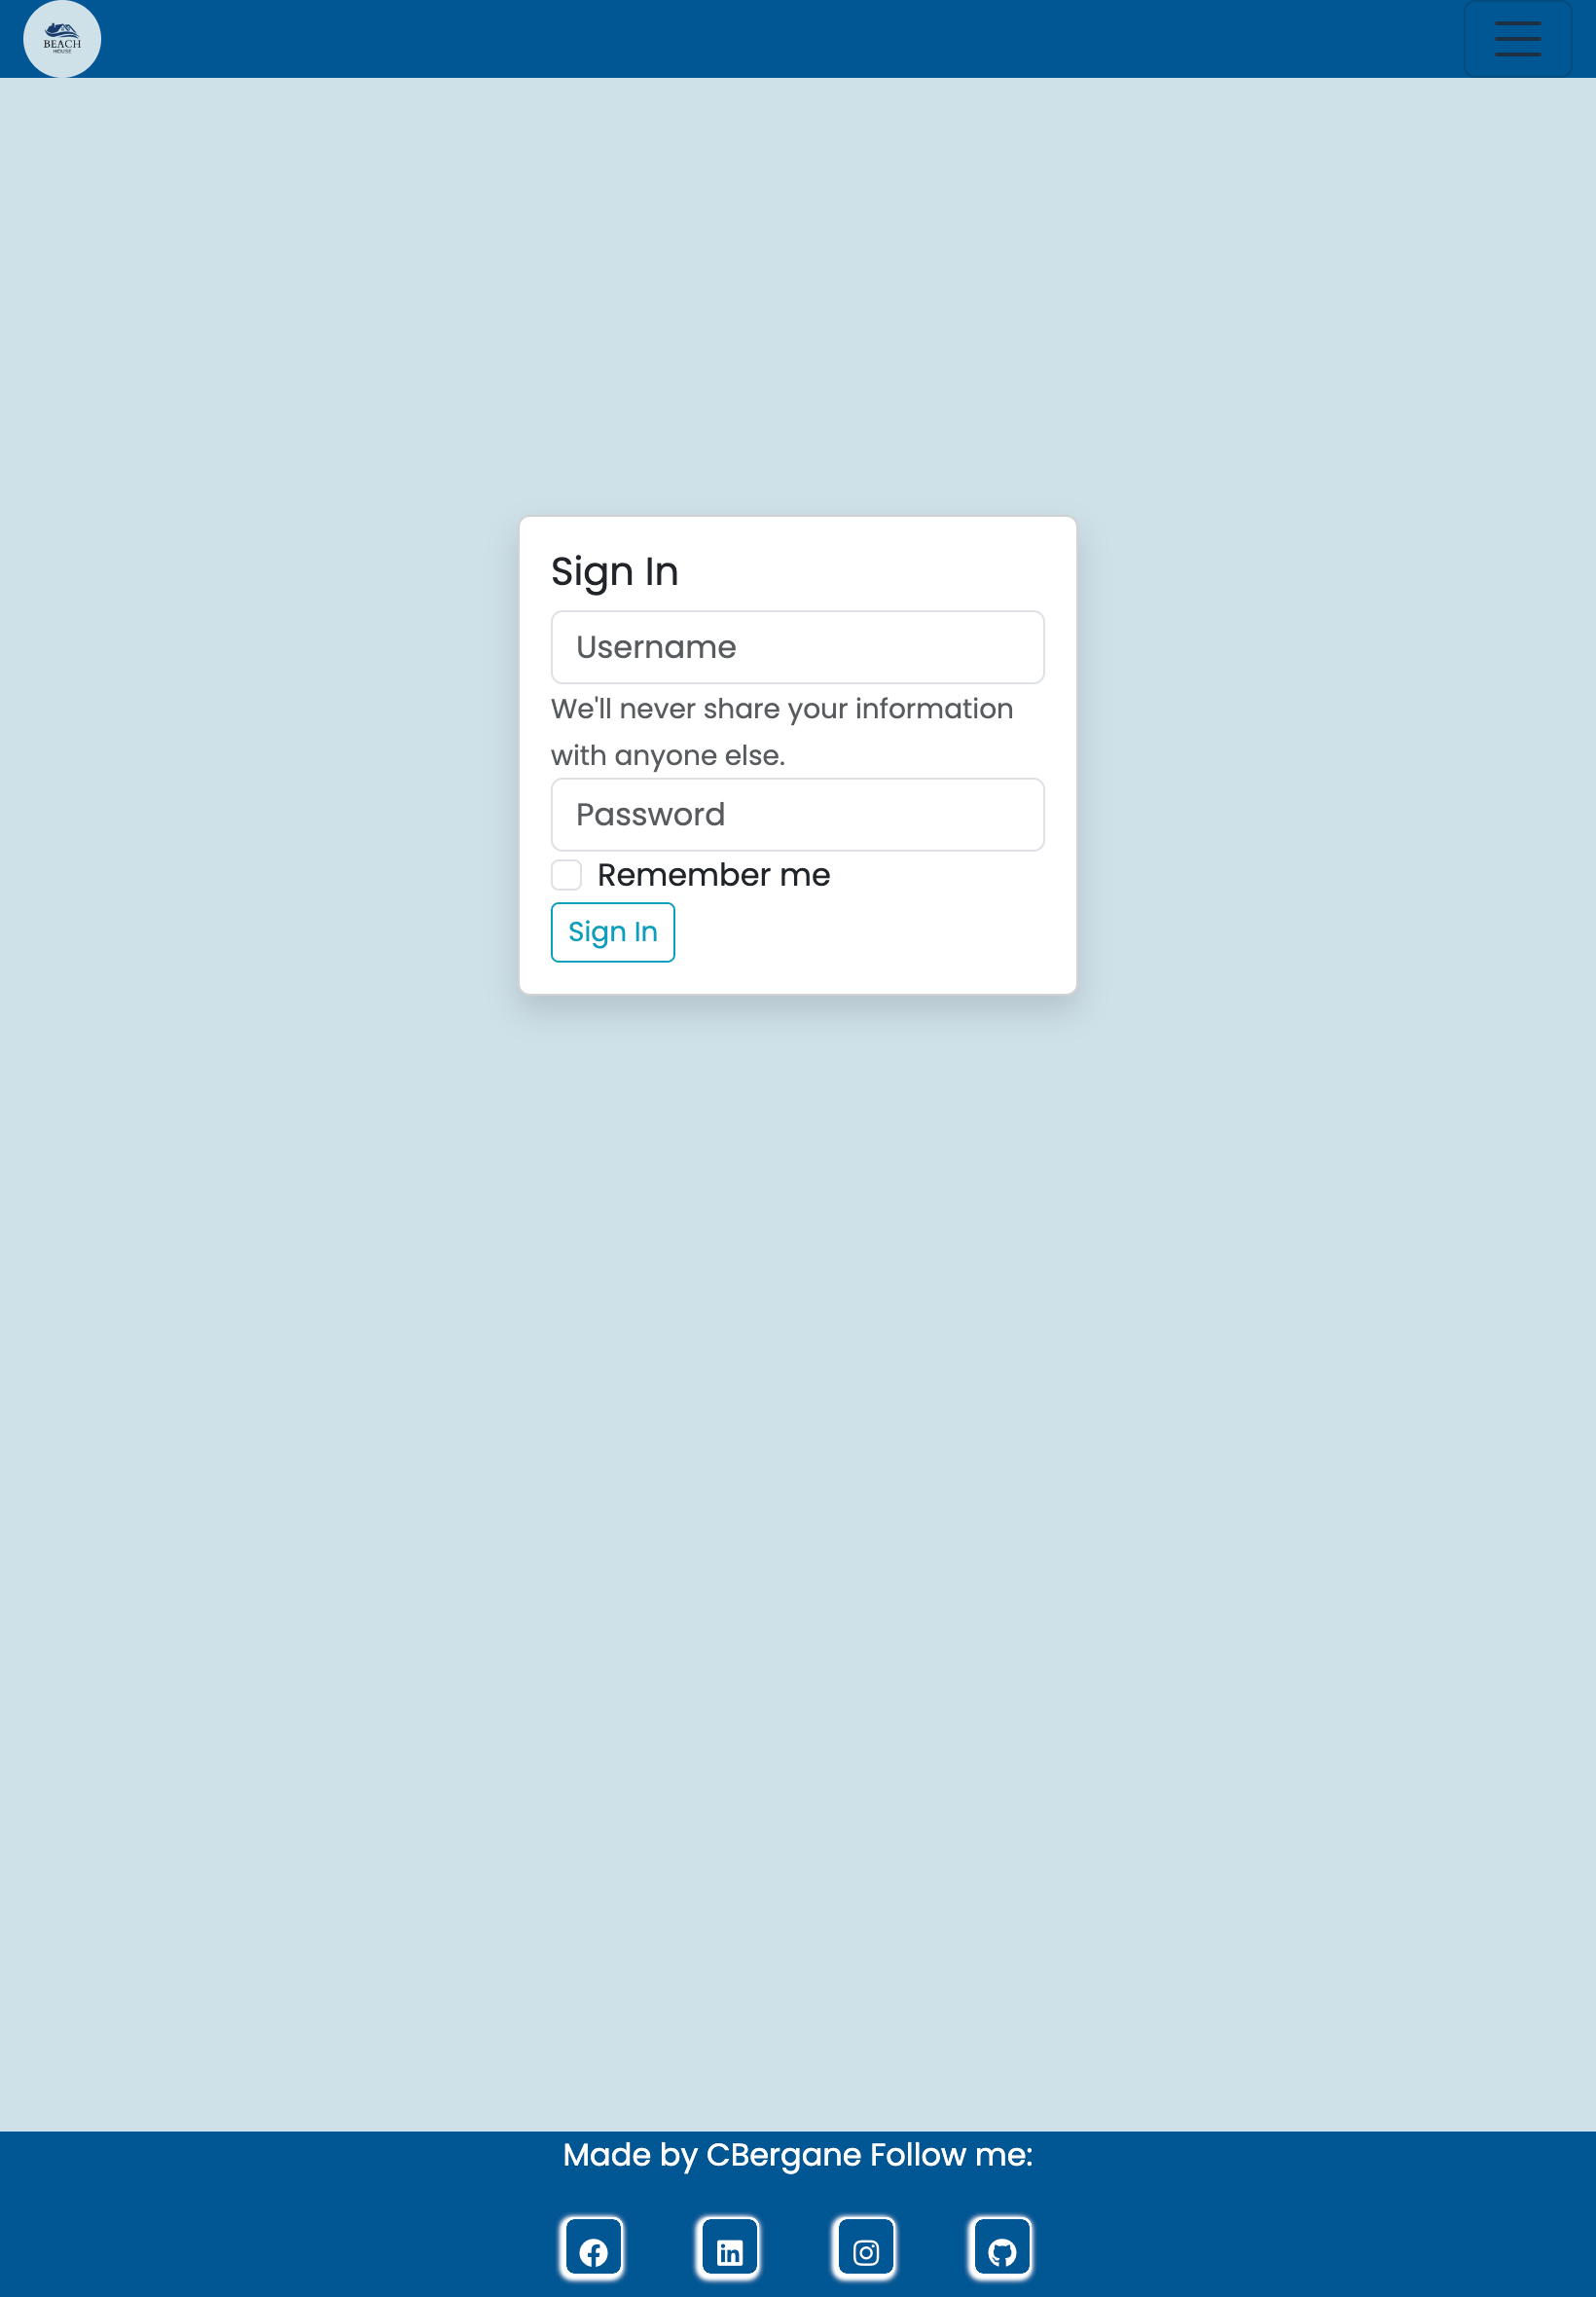 BEACH
HOUSE
Sign In
Username
We'll never share your information
with anyone else.
Password
Remember me
Sign In
Made by CBergane Follow me: